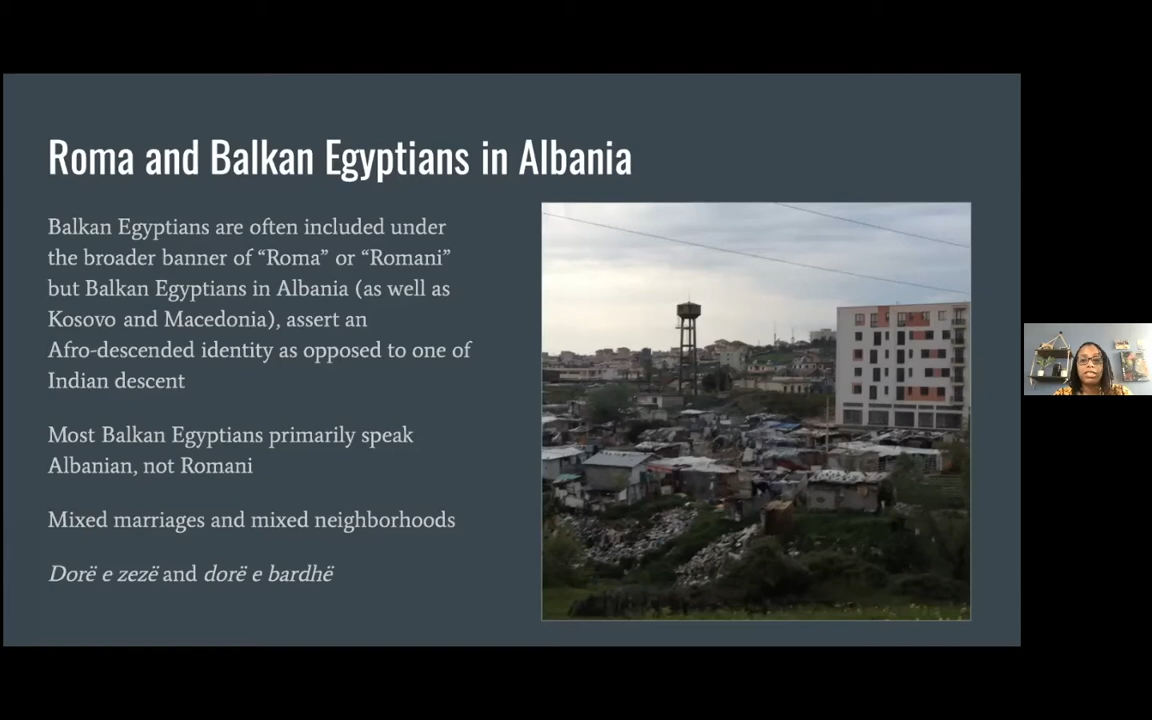 Roma and Balkan Egyptians in Albania
Balkan Egyptians are often included under
the broader banner of “Roma” or “Romani”
but Balkan Egyptians in Albania (as well as
Kosovo and Macedonia), assert an
Afro-descended identity as opposed to one of
Indian descent
Most Balkan Egyptians primarily speak
Albanian, not Romani
Mixed marriages and mixed neighborhoods
Dorë e zezë and dorë e bardhë